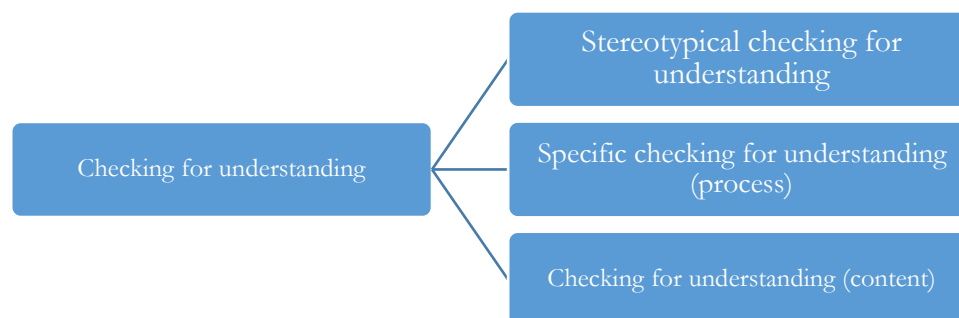 Checking for understanding
Stereotypical checking for
understanding
Specific checking for understanding
(process)
Checking for understanding (content)